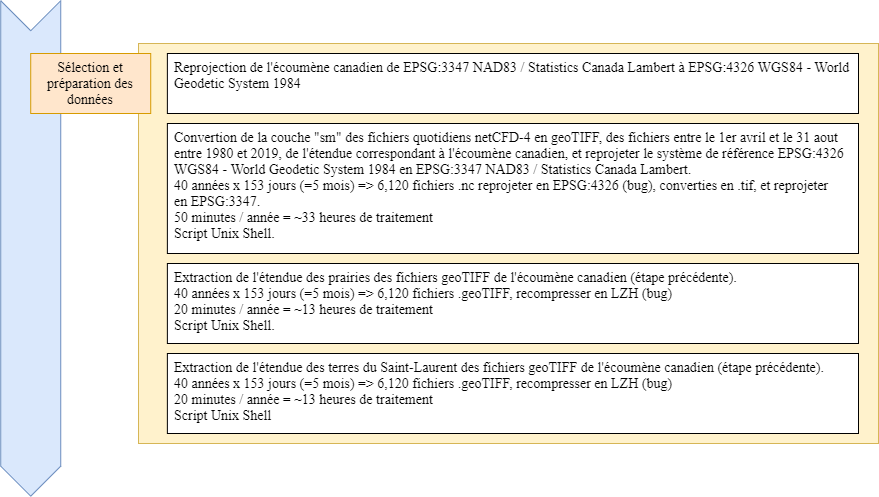 Sélection et
préparation des
données
Reprojection de l'écoumène canadien de EPSG:3347 NAD83 / Statistics Canada Lambert à EPSG:4326 WGS84 - World
Geodetic System 1984
Convertion de la couche "sm" des fichiers quotidiens netCFD-4 en geoTIFF, des fichiers entre le 1er avril et le 31 aout
entre 1980 et 2019, de l'étendue correspondant à l'écoumène canadien, et reprojeter le système de référence EPSG:4326
WGS84 - World Geodetic System 1984 en EPSG:3347 NAD83 / Statistics Canada Lambert.
40 années x 153 jours (=5 mois) => 6,120 fichiers .nc reprojeter en EPSG:4326 (bug), converties en .tif, et reprojeter
en EPSG:3347.
50 minutes / année = ~33 heures de traitement
Script Unix Shell.
Extraction de l'étendue des prairies des fichiers geoTIFF de l'écoumène canadien (étape précédente).
40 années x 153 jours (=5 mois) => 6,120 fichiers .geoTIFF, recompresser en LZH (bug)
20 minutes / année = ~13 heures de traitement
Script Unix Shell.
Extraction de l'étendue des terres du Saint-Laurent des fichiers geoTIFF de l'écoumène canadien (étape précédente).
40 années x 153 jours (=5 mois) => 6,120 fichiers .geoTIFF, recompresser en LZH (bug)
20 minutes / année = ~13 heures de traitement
Script Unix Shell